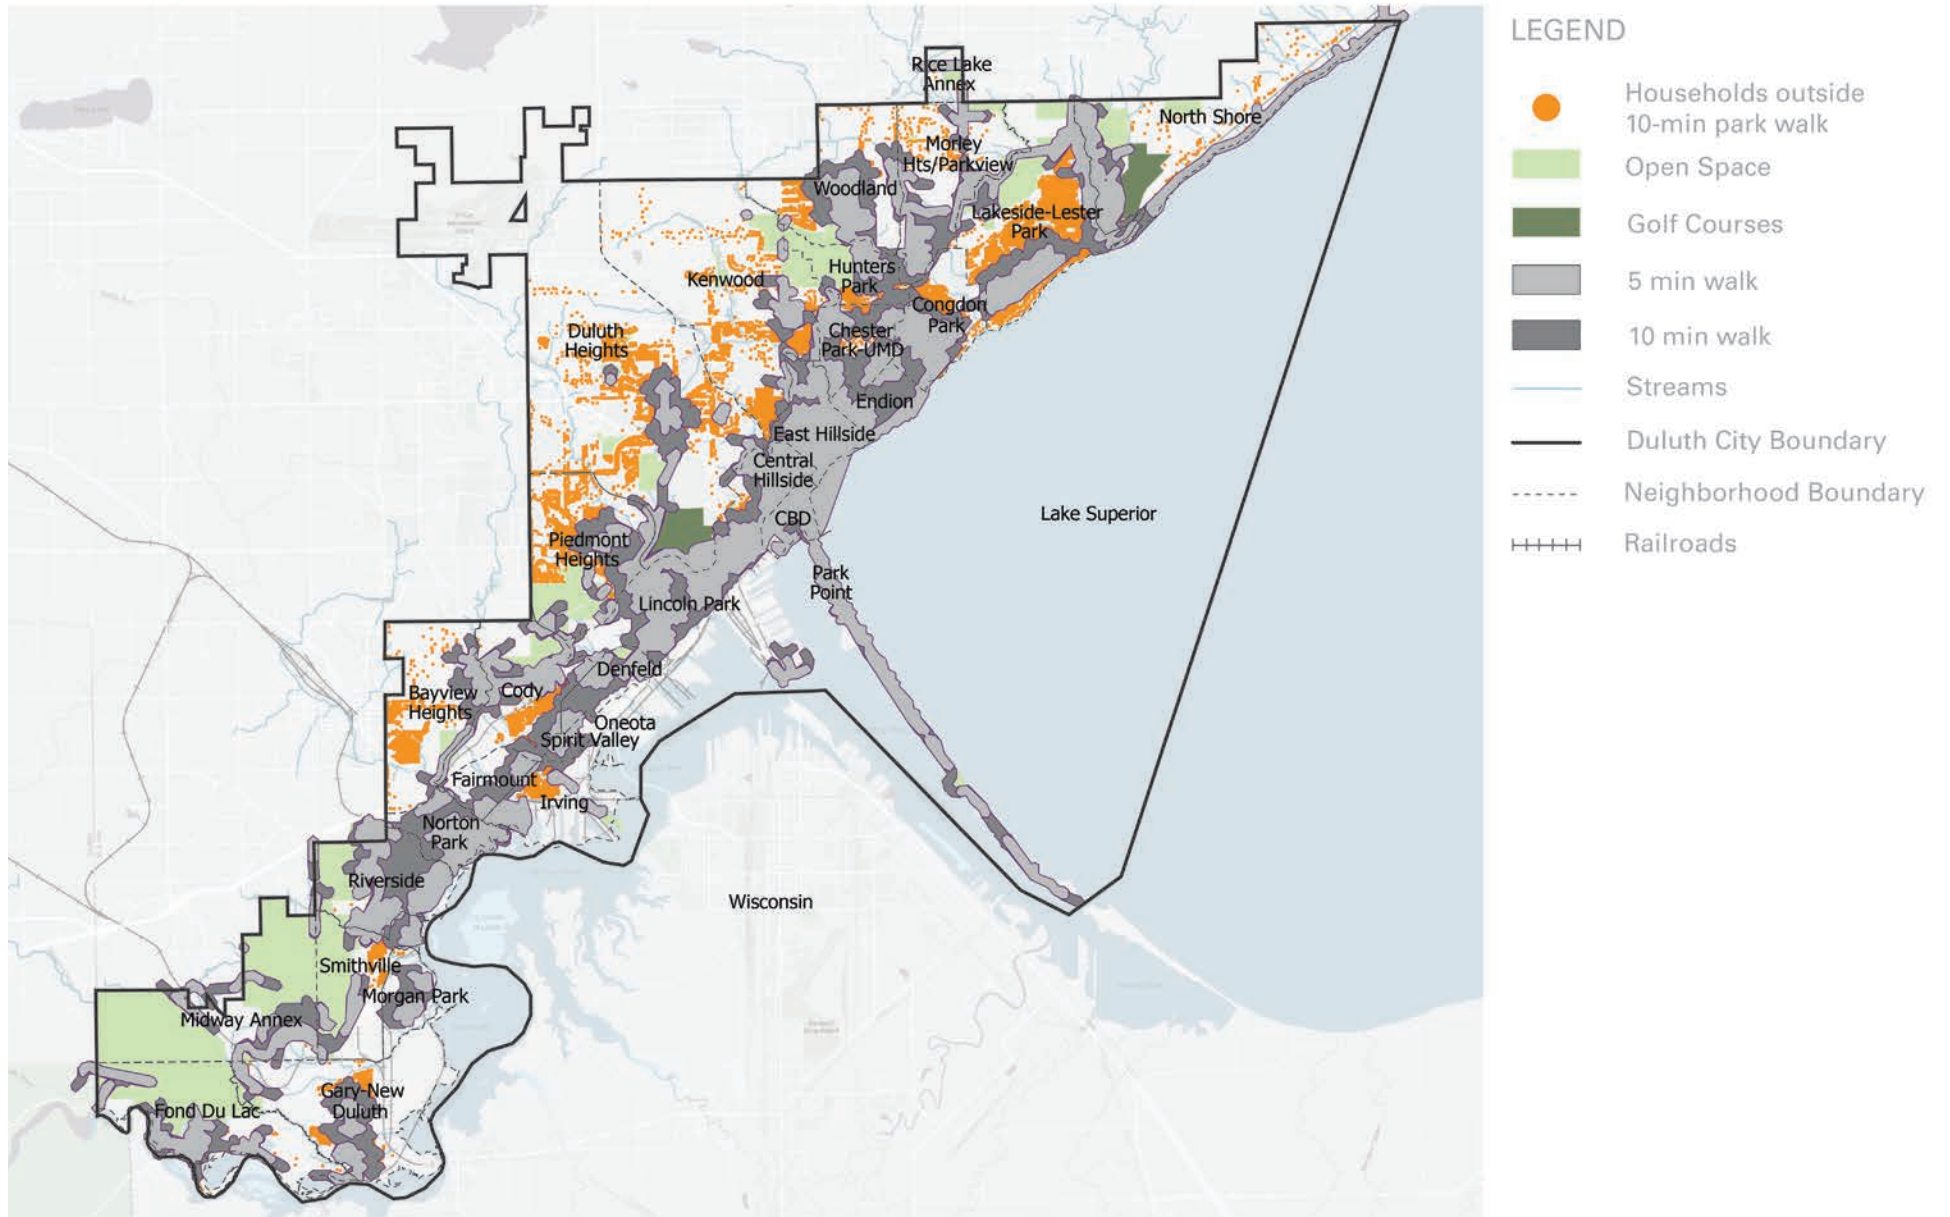 LEGEND
Households outside
10-min park walk
Open Space
Golf Courses
5 min walk
10 min walk
Streams
Duluth City Boundary
Neighborhood Boundary
Railroads
Rice Lake
Annex
North Shore
Morley
Hts/Parkview
Woodland
Lakeside-Lester
Park
Hunters
Park
Kenwood
Congdon
Park
Duluth
Heights
Chester
Park-UMD
Endion
East Hillside
Central
Hillside
CBD
Lake Superior
Piedmont
Heights
Park
Point
Lincoln Park
Denfeld
Bayview
Heights
Cody
Oneota
Spirit Valley
Fairmount
Irving
Norton
Park
Riverside
Wisconsin
Smithville
Morgan Park
Midway Annex
Gary-New
Duluth
Fond Du Lac